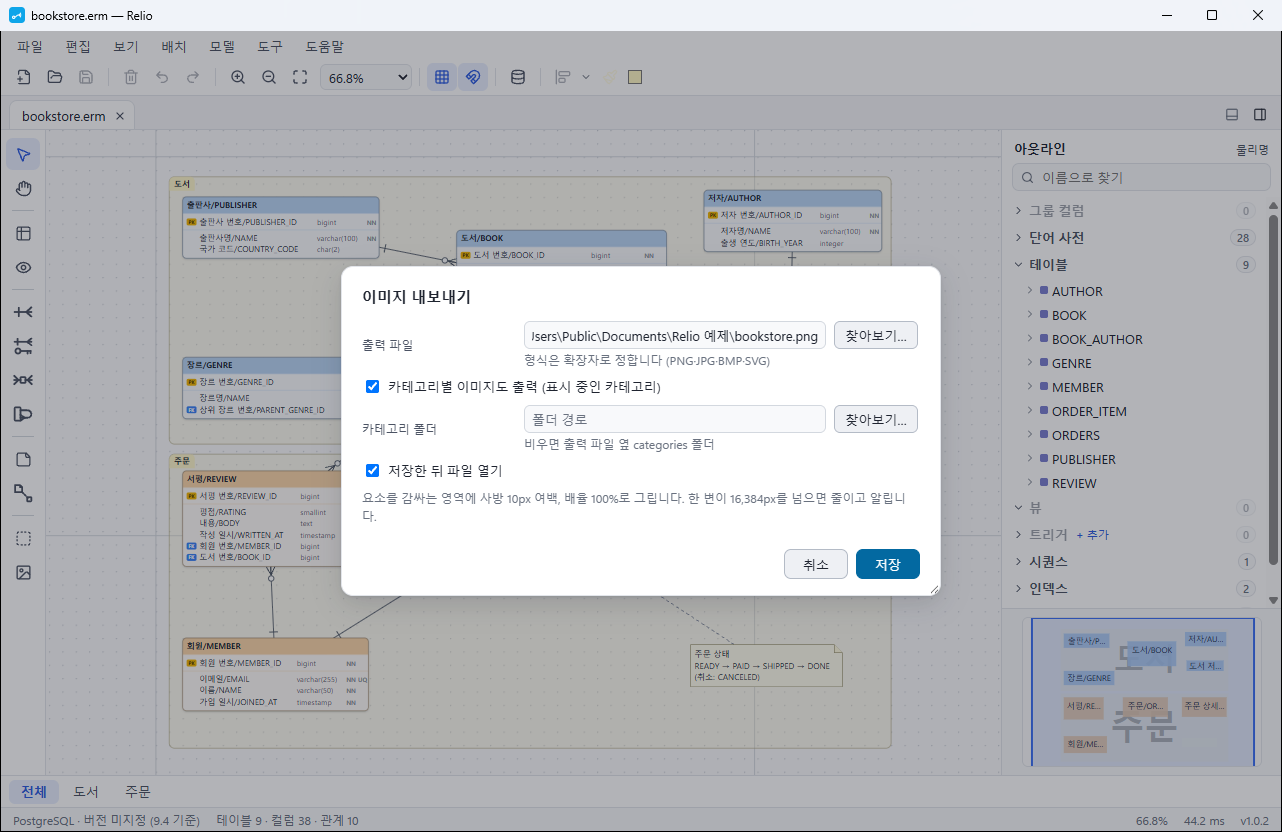 bookstore.erm — Relio
파일 편집 보기 배치 모델 도구 도움말
66.8%
bookstore.erm
아웃라인 물리명
이름으로 찾기
그룹 컬럼 0
단어 사전 28
테이블 9
AUTHOR
BOOK
BOOK_AUTHOR
GENRE
MEMBER
ORDER_ITEM
ORDERS
PUBLISHER
REVIEW
뷰 0
트리거 + 추가 0
시퀀스 1
인덱스 2
도서
출판사/PUBLISHER
PK 출판사 번호/PUBLISHER_ID bigint NN
출판사명/NAME varchar(100) NN
국가 코드/COUNTRY_CODE char(2)
저자/AUTHOR
PK 저자 번호/AUTHOR_ID bigint NN
저자명/NAME varchar(100) NN
출생 연도/BIRTH_YEAR integer
도서/BOOK
PK 도서 번호/BOOK_ID bigint NN
장르/GENRE
PK 장르 번호/GENRE_ID
장르명/NAME
FK 상위 장르 번호/PARENT_GENRE_ID
주문
서평/REVIEW
PK 서평 번호/REVIEW_ID bigint
평점/RATING smallint
내용/BODY text
작성 일시/WRITTEN_AT timestamp
FK 회원 번호/MEMBER_ID bigint
FK 도서 번호/BOOK_ID bigint
회원/MEMBER
PK 회원 번호/MEMBER_ID bigint NN
이메일/EMAIL varchar(255) NN UQ
이름/NAME varchar(50) NN
가입 일시/JOINED_AT timestamp NN
주문 상태
READY → PAID → SHIPPED → DONE
(취소: CANCELED)
이미지 내보내기
출력 파일 Jsers\Public\Documents\Relio 예제\bookstore.png 찾아보기...
형식은 확장자로 정합니다 (PNG·JPG·BMP·SVG)
카테고리별 이미지도 출력 (표시 중인 카테고리)
카테고리 폴더 폴더 경로 찾아보기...
비우면 출력 파일 옆 categories 폴더
저장한 뒤 파일 열기
요소를 감싸는 영역에 사방 10px 여백, 배율 100%로 그립니다. 한 변이 16,384px를 넘으면 줄이고 알립니
다.
취소 저장
출판사/P... 저자/AU...
도서/BOOK
도서 저...
장르/GENRE
서평/RE... 주문/OR... 주문 상세...
주문
회원/ME...
전체 도서 주문
PostgreSQL · 버전 미지정 (9.4 기준) 테이블 9 · 컬럼 38 · 관계 10 66.8% 44.2 ms v1.0.2